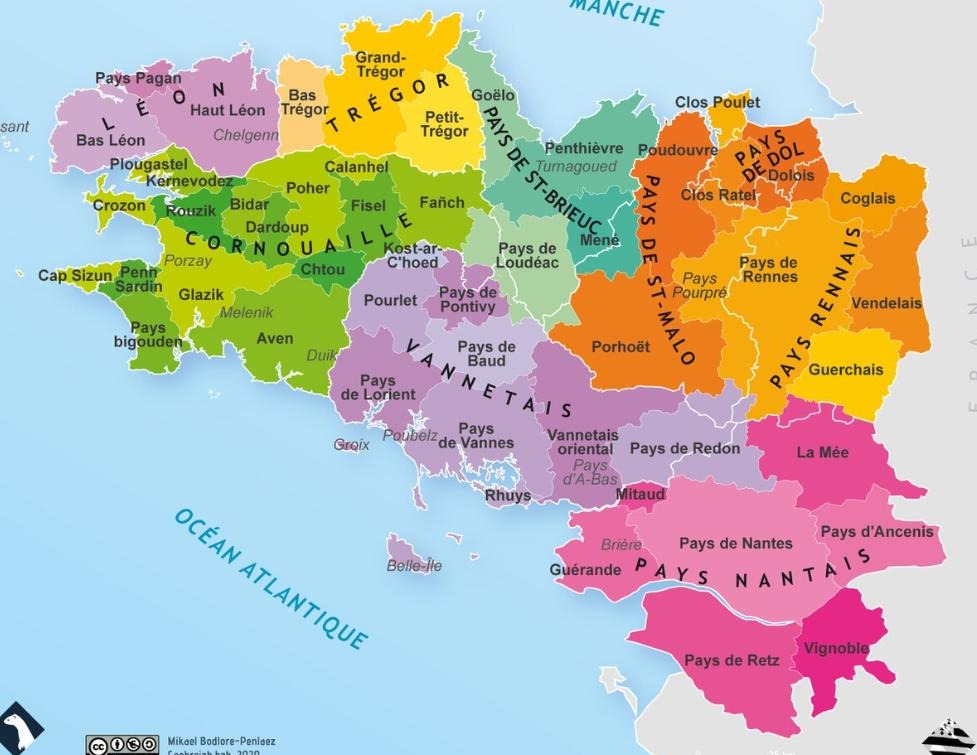 MANCHE
Pays Pagan
LÉON
Haut Léon
Bas Léon
Chelgenn
sant
Bas
Trégor
Grand-
Trégor
TRÉGOR
Petit-
Trégor
Goëlo
PAYS DE ST-BRIEUC
Penthièvre
Turnagoued
Mené
Pays de
Loudéac
Clos Poulet
Poudouvre
PAYS
DE DOL
Dolois
Clos Ratel
PAYS DE ST-MALO
Pays
Pourpré
Porhoët
Coglais
Pays de
Rennes
PAYS RENNAIS
Vendelais
Guerchais
FRANCE
Plougastel
Kernevodez
Crozon
Rouzik
Bidar
Calanhel
Poher
Dardoup
Fisel
Fañch
CORNOUAILLE
Kost-ar-
C'hoed
Porzay
Chtou
Cap Sizun
Penn
Sardin
Glazik
Melenik
Pays
bigouden
Aven
Duik
Pourlet
Pays de
Pontivy
Pays de
Baud
VANNETAIS
Pays
de Lorient
Groix
Poubelz
Pays
de Vannes
Vannetais
oriental
Pays
d'A-Bas
Rhuys
Belle-Île
Pays de Redon
Mitaud
La Mée
Brière
Guérande
Pays de Nantes
Pays d'Ancenis
PAYS NANTAIS
Pays de Retz
Vignoble
OCÉAN ATLANTIQUE
Mikael Bodlore-Penlaez